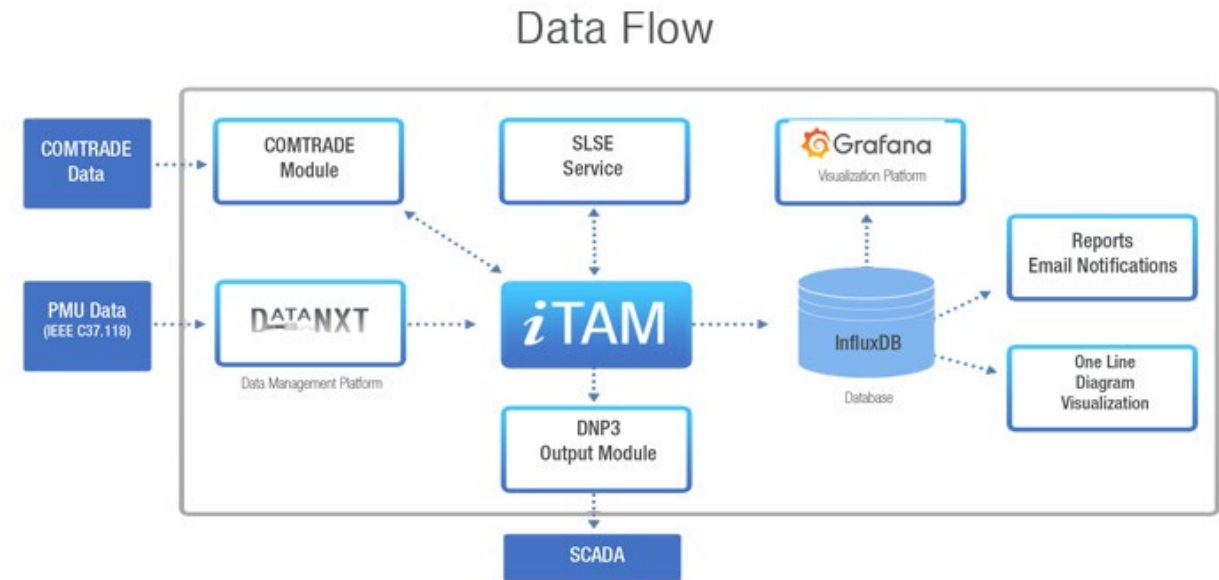 Data Flow
COMTRADE
Data
COMTRADE
Module
SLSE
Service
Grafana
Visualization Platform
Reports
Email Notifications
PMU Data
(IEEE C37.118)
DATANXT
Data Management Platform
iTAM
InfluxDB
Database
One Line
Diagram
Visualization
DNP3
Output Module
SCADA